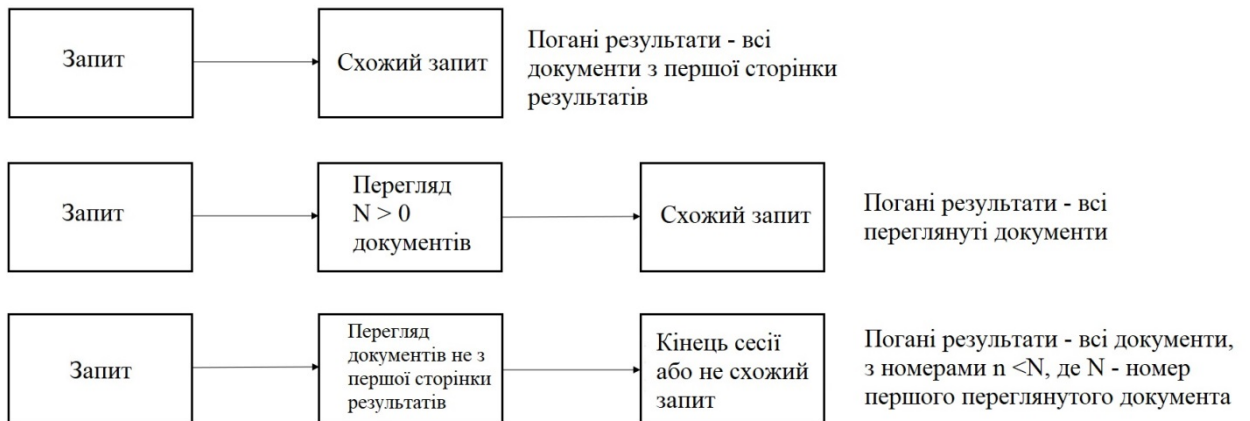 Запит
Схожий запит
Погані результати - всі
документи з першої сторінки
результатів
Запит
Перегляд
N > 0
документів
Схожий запит
Погані результати - всі
переглянуті документи
Запит
Перегляд
документів не з
першої сторінки
результатів
Кінець сесії
або не схожий
запит
Погані результати - всі документи,
з номерами n <N, де N - номер
першого переглянутого документа